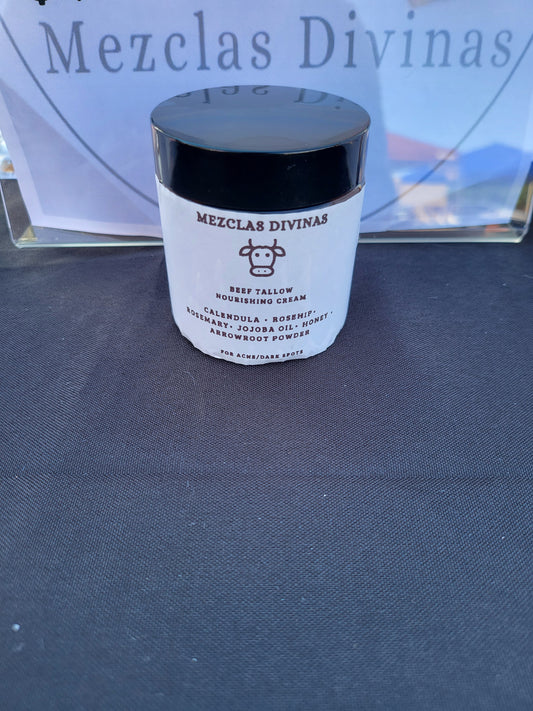 Mezclas Divinas
MEZCLAS DIVINAS
BEEF TALLOW
NOURISHING CREAM
CALENDULA • ROSEHIP•
ROSEMARY• JOJOBA OIL• HONEY •
ARROWROOT POWDER
FOR ACNE/DARK SPOTS